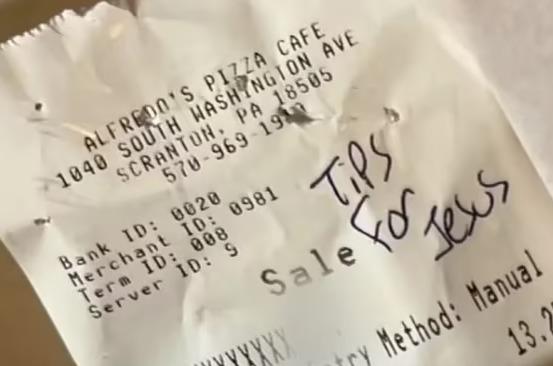 ALFREDO'S PIZZA CAFE
1040 SOUTH WASHINGTON AVE
SCRANTON, PA 18505
Bank ID: 0020
Merchant ID: 0981
Term ID: 008
Server ID: 9
Tips
For
Jesus
Sale
Method: Manual